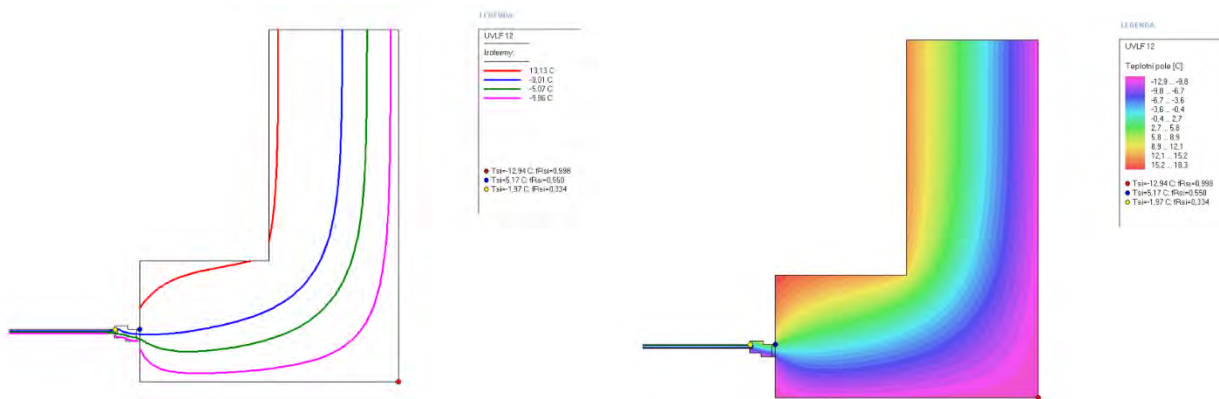 LEGENDA:
UVLF 12
Izotermy:
13,13 C
-0,01 C
-5,07 C
-9,96 C
Tsi=-12,94 C; fRsi=0,998
Tsi=5,17 C; fRsi=0,550
Tsi=-1,97 C; fRsi=0,334
LEGENDA:
UVLF 12
Teplotni pole [C]:
-12,9 ... -9,8
-9,8 ... -6,7
-6,7 ... -3,6
-3,6 ... -0,4
-0,4 ... 2,7
2,7 ... 5,8
5,8 ... 8,9
8,9 ... 12,1
12,1 ... 15,2
15,2 ... 18,3
Tsi=-12,94 C; fRsi=0,998
Tsi=5,17 C; fRsi=0,550
Tsi=-1,97 C; fRsi=0,334